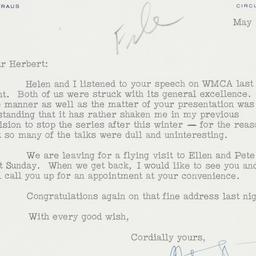 RAUS CIRCL
May
File
ar Herbert:
Helen and I listened to your speech on WMCA last
nt. Both of us were struck with its general excellence.
e manner as well as the matter of your presentation was
standing that it has rather shaken me in my previous
ision to stop the series after this winter - for the reaso
t so many of the talks were dull and uninteresting.
We are leaving for a flying visit to Ellen and Pete
t Sunday. When we get back, I would like to see you and
l call you up for an appointment at your convenience.
Congratulations again on that fine address last nig
With every good wish,
Cordially yours,